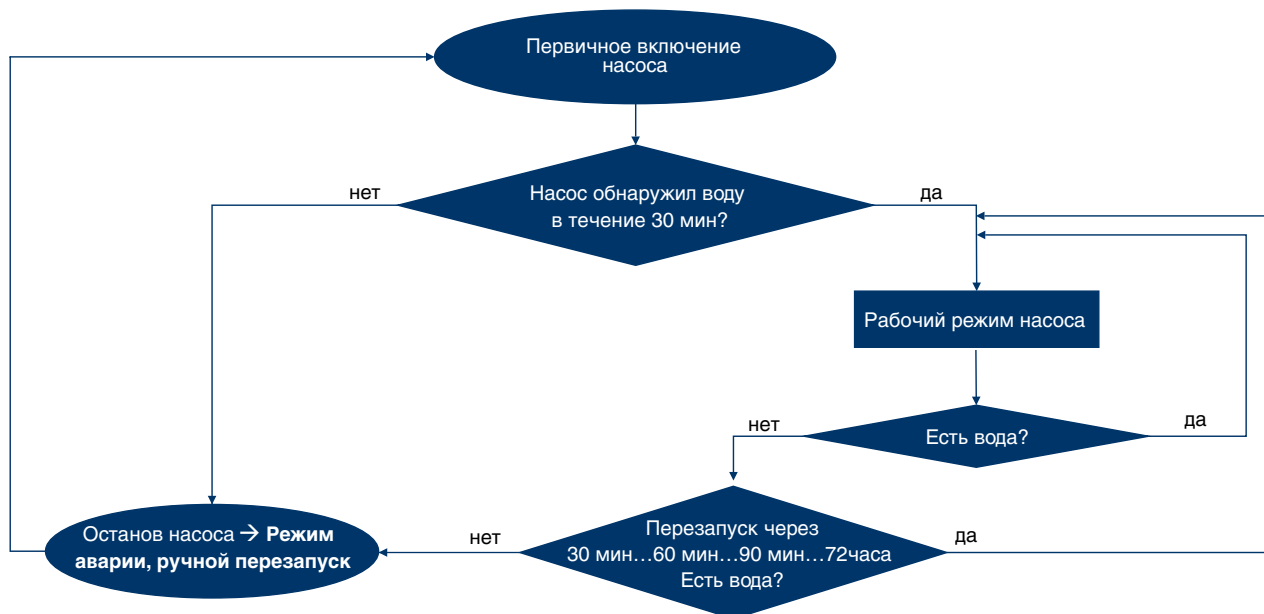 Первичное включение
насоса
нет
Насос обнаружил воду
в течение 30 мин?
да
Рабочий режим насоса
нет
Есть вода?
да
Останов насоса → Режим
аварии, ручной перезапуск
нет
Перезапуск через
30 мин…60 мин…90 мин…72часа
Есть вода?
да